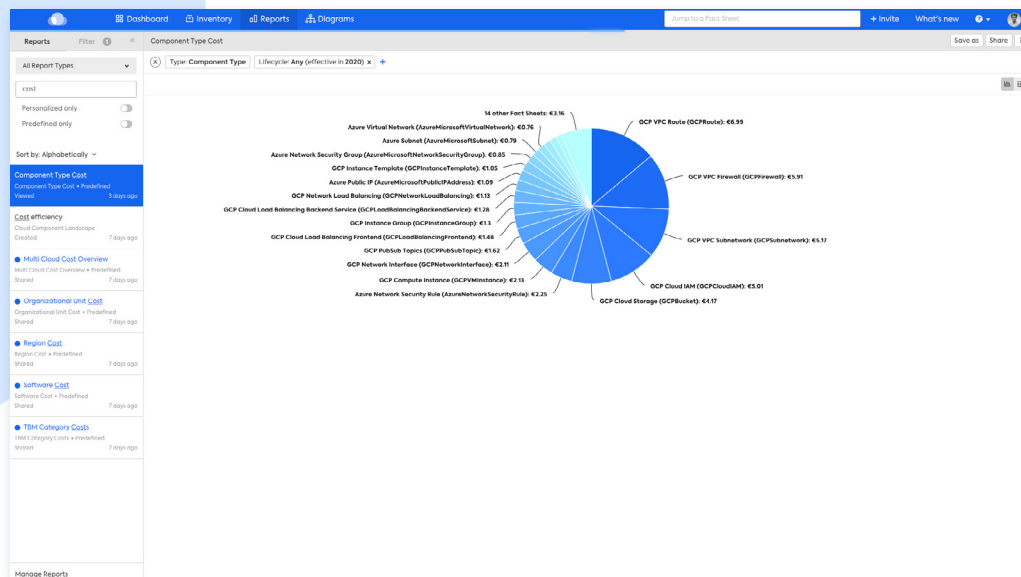 Dashboard Inventory Reports Diagrams Jump to a Fact Sheet + Invite What's new
Reports Filter 1 Component Type Cost Save as Share
All Report Types Type: Component Type Lifecycle: Any (effective in 2020) x +
cost
Personalized only
Predefined only
Sort by: Alphabetically
Component Type Cost
Component Type Cost • Predefined
Viewed 5 days ago
Cost efficiency
Cloud Component Landscape
Created 7 days ago
Multi Cloud Cost Overview
Multi Cloud Cost Overview • Predefined
Shared 7 days ago
Organizational Unit Cost
Organizational Unit Cost • Predefined
Shared 7 days ago
Region Cost
Region Cost • Predefined
Shared 7 days ago
Software Cost
Software Cost • Predefined
Shared 7 days ago
TBM Category Costs
TBM Category Costs • Predefined
Shared 7 days ago
Manage Reports
14 other Fact Sheets: €3.16
Azure Virtual Network (AzureMicrosoftVirtualNetwork): €0.76
Azure Subnet (AzureMicrosoftSubnet): €0.79
Azure Network Security Group (AzureMicrosoftNetworkSecurityGroup): €0.85
GCP Instance Template (GCPInstanceTemplate): €1.05
Azure Public IP (AzureMicrosoftPublicIPAddress): €1.09
GCP Network Load Balancing (GCPNetworkLoadBalancing): €1.13
GCP Cloud Load Balancing Backend Service (GCPLoadBalancingBackendService): €1.28
GCP Instance Group (GCPInstanceGroup): €1.3
GCP Cloud Load Balancing Frontend (GCPLoadBalancingFrontend): €1.48
GCP PubSub Topics (GCPPubSubTopic): €1.62
GCP Network Interface (GCPNetworkInterface): €2.11
GCP Compute Instance (GCPVMInstance): €2.13
Azure Network Security Rule (AzureNetworkSecurityRule): €2.25
GCP VPC Route (GCPRoute): €6.99
GCP VPC Firewall (GCPFirewall): €5.91
GCP VPC Subnetwork (GCPSubnetwork): €5.17
GCP Cloud IAM (GCPCloudIAM): €5.01
GCP Cloud Storage (GCPBucket): €4.17